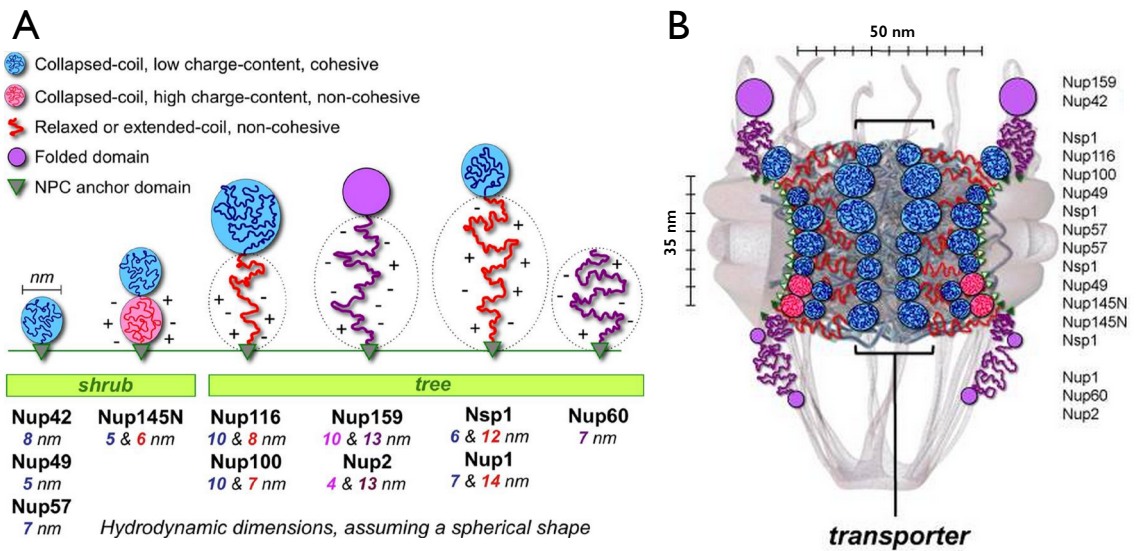 A
Collapsed-coil, low charge-content, cohesive
Collapsed-coil, high charge-content, non-cohesive
Relaxed or extended-coil, non-cohesive
Folded domain
NPC anchor domain
nm
- + - + - +
- + - + - + - +
- + - + - + - +
- + - + - +
- + - + - +
shrub
tree
Nup42
8 nm
Nup49
5 nm
Nup57
7 nm
Nup145N
5 & 6 nm
Nup116
10 & 8 nm
Nup100
10 & 7 nm
Nup159
10 & 13 nm
Nup2
4 & 13 nm
Nsp1
6 & 12 nm
Nup1
7 & 14 nm
Nup60
7 nm
Hydrodynamic dimensions, assuming a spherical shape
B
50 nm
35 nm
Nup159
Nup42
Nsp1
Nup116
Nup100
Nup49
Nsp1
Nup57
Nup57
Nsp1
Nup49
Nup145N
Nup145N
Nsp1
Nup1
Nup60
Nup2
transporter